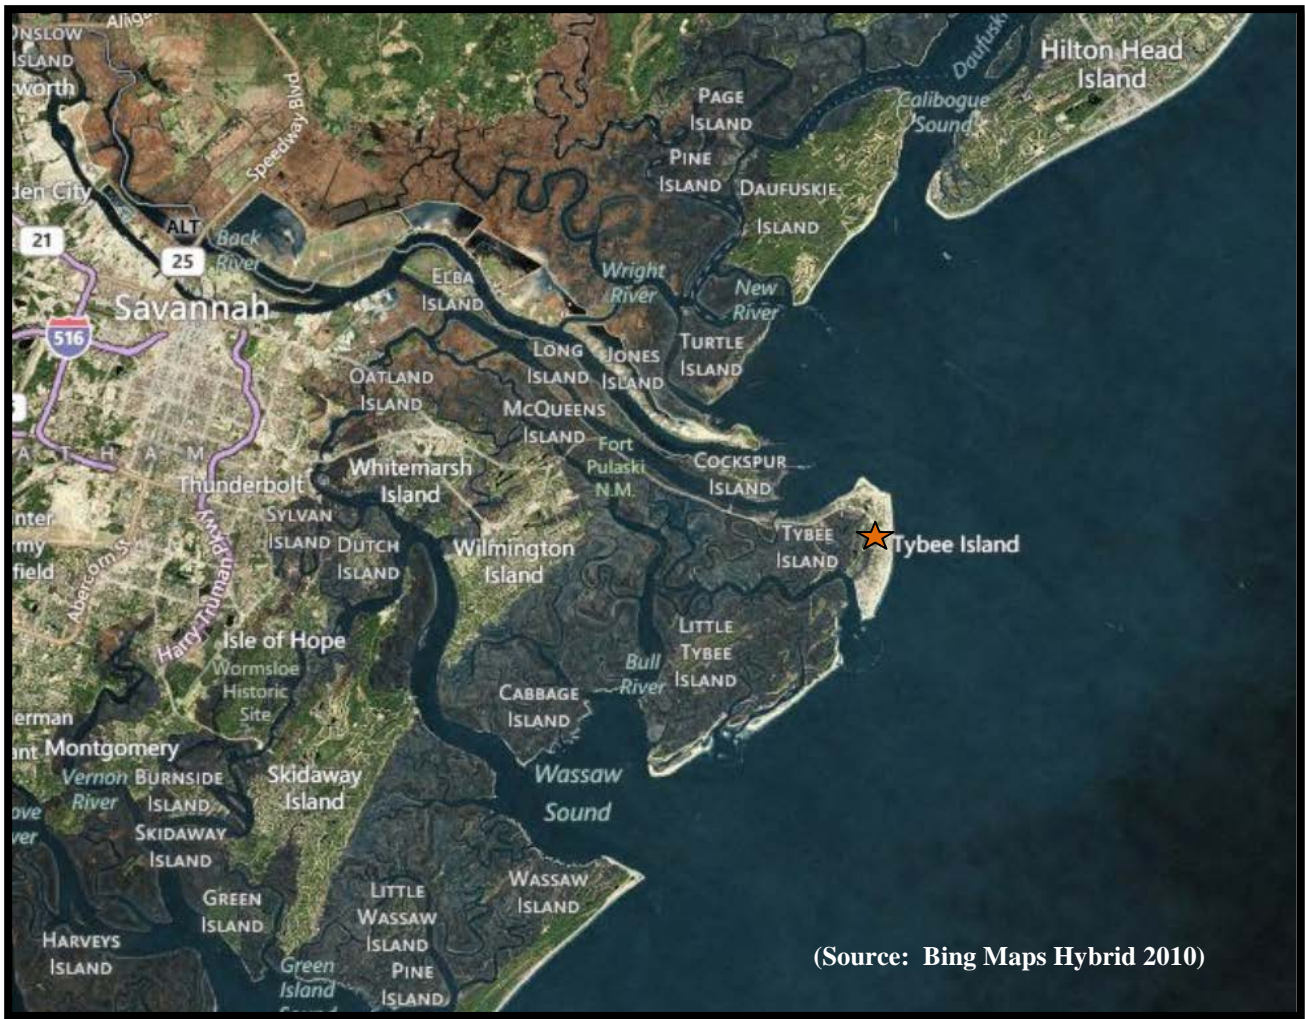 ONSLOW
ISLAND
Speedway Blvd
Hilton Head
Island
PAGE
ISLAND
Calibogue
Sound
PINE
ISLAND
DAUFUSKIE
ISLAND
21
ALT
25
Back
River
ELBA
ISLAND
Wright
River
New
River
Savannah
516
LONG
ISLAND
JONES
ISLAND
TURTLE
ISLAND
OATLAND
ISLAND
MCQUEENS
ISLAND
Fort
Pulaski
N.M.
COCKSPUR
ISLAND
A T H A M
Thunderbolt
Whitemarsh
Island
SYLVAN
ISLAND
DUTCH
ISLAND
Wilmington
Island
TYBEE
ISLAND
Tybee Island
Abercorn St
Harry Truman Pkwy
Isle of Hope
Wormsloe
Historic
Site
LITTLE
TYBEE
ISLAND
Bull
River
CABBAGE
ISLAND
Montgomery
Vernon
River
BURNSIDE
ISLAND
Skidaway
Island
SKIDAWAY
ISLAND
Wassaw
Sound
GREEN
ISLAND
LITTLE
WASSAW
ISLAND
WASSAW
ISLAND
HARVEYS
ISLAND
Green
Island
PINE
ISLAND
(Source: Bing Maps Hybrid 2010)